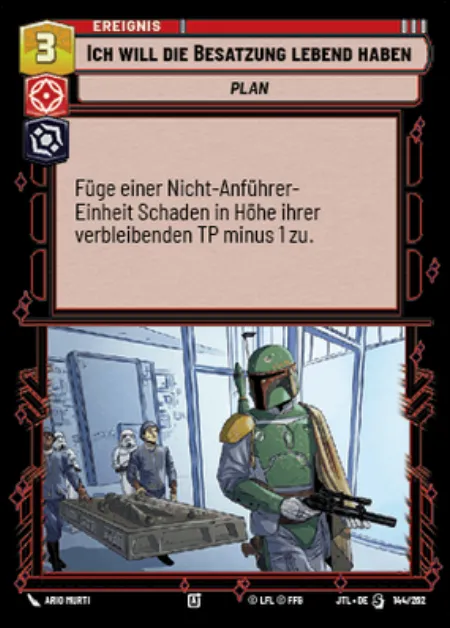 EREIGNIS
3
ICH WILL DIE BESATZUNG LEBEND HABEN
PLAN
Füge einer Nicht-Anführer-
Einheit Schaden in Höhe ihrer
verbleibenden TP minus 1 zu.
ARIO MURTI
© LFL © FFG
JTL • DE
144/262